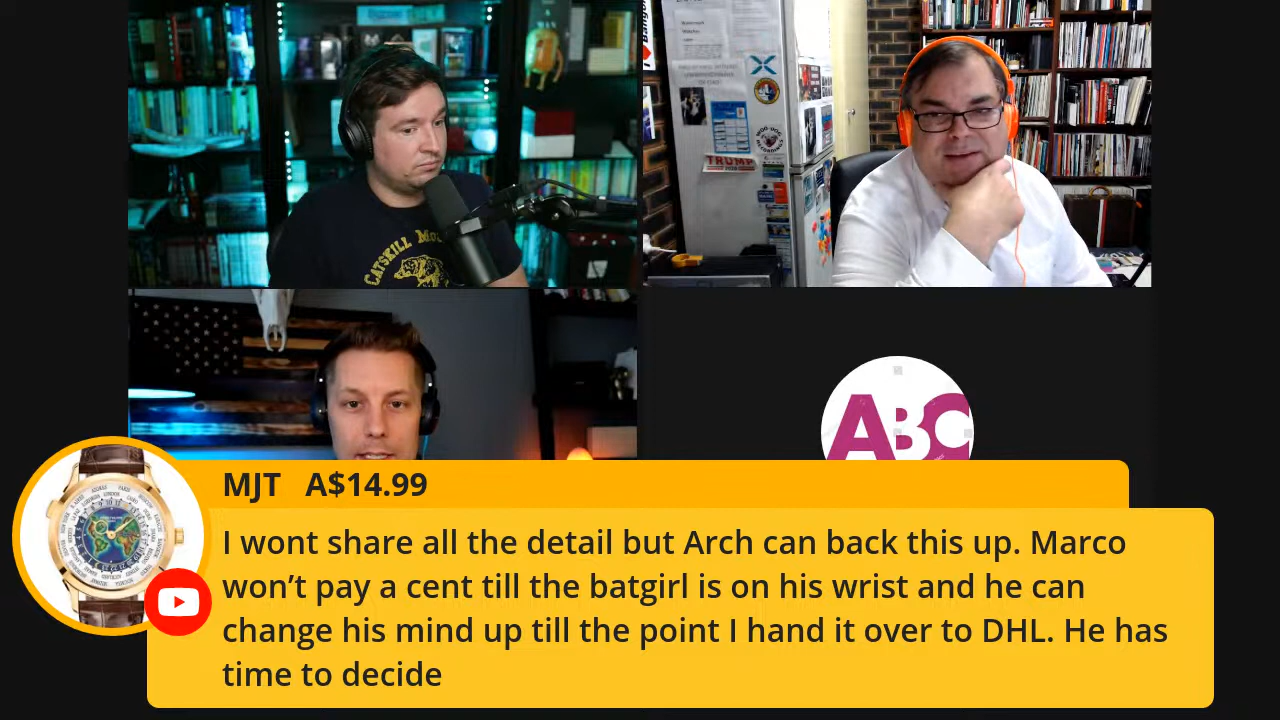 CATSKILL MO
TRUMP
ABC
MJT A$14.99
I wont share all the detail but Arch can back this up. Marco
won’t pay a cent till the batgirl is on his wrist and he can
change his mind up till the point I hand it over to DHL. He has
time to decide